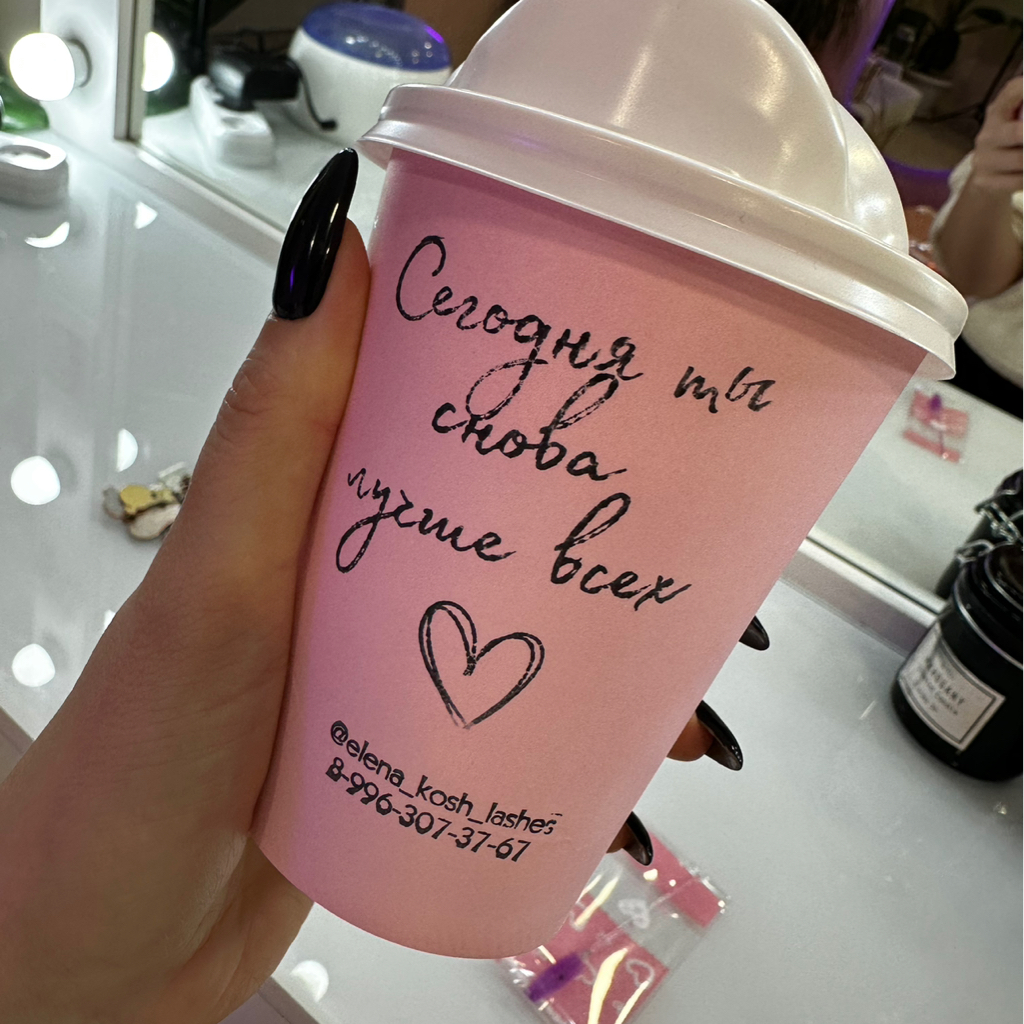 Сегодня ты
снова
лучше всех
@elena_kosh_lashes
8-996-307-37-67